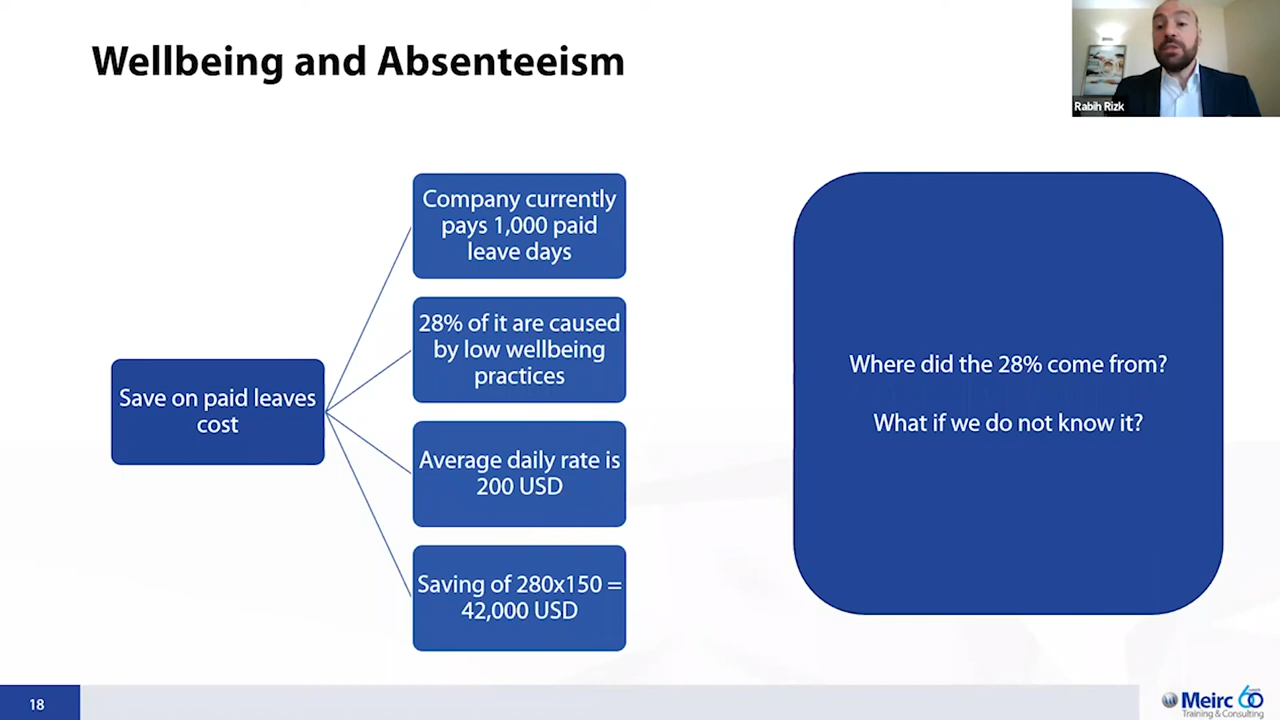 Wellbeing and Absenteeism
Rabih Rizk
Save on paid leaves
cost
Company currently
pays 1,000 paid
leave days
28% of it are caused
by low wellbeing
practices
Average daily rate is
200 USD
Saving of 280x150 =
42,000 USD
Where did the 28% come from?
What if we do not know it?
18
Meirc 60
Training & Consulting